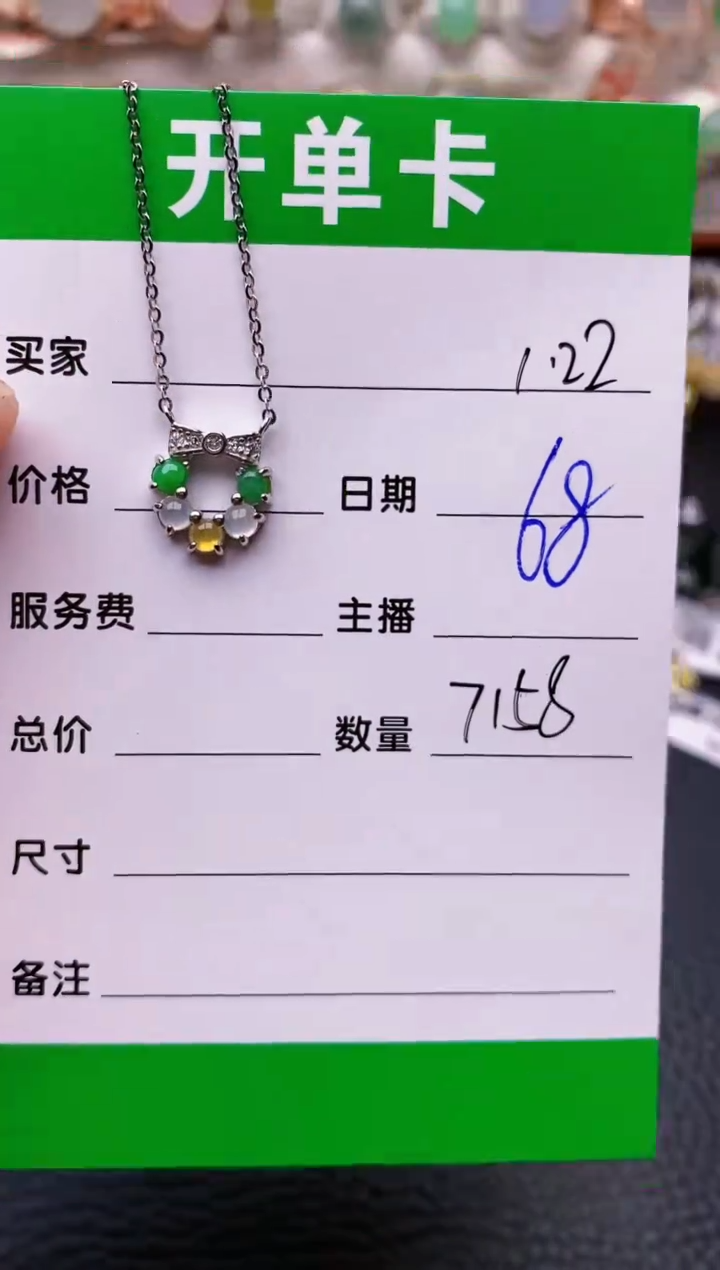 开单卡
买家 1.22
价格 日期 68
服务费 主播
总价 数量 7158
尺寸
备注